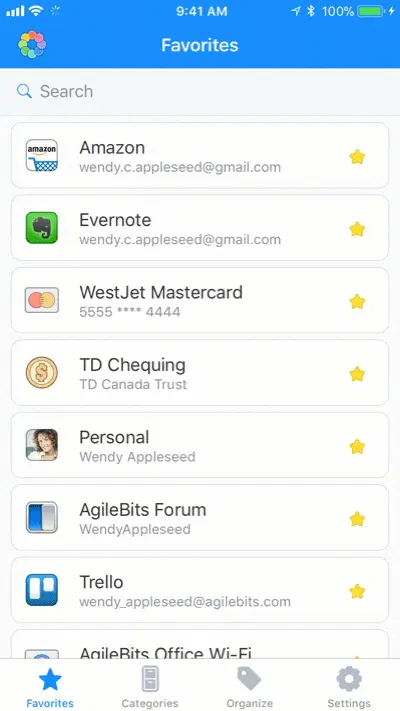 9:41 AM
100%
Favorites
Search
amazon
Amazon
wendy.c.appleseed@gmail.com
Evernote
wendy.c.appleseed@gmail.com
WestJet Mastercard
5555 **** 4444
TD Chequing
TD Canada Trust
Personal
Wendy Appleseed
AgileBits Forum
WendyAppleseed
Trello
wendy_appleseed@agilebits.com
AgileBits Office Wi-Fi
Favorites
Categories
Organize
Settings